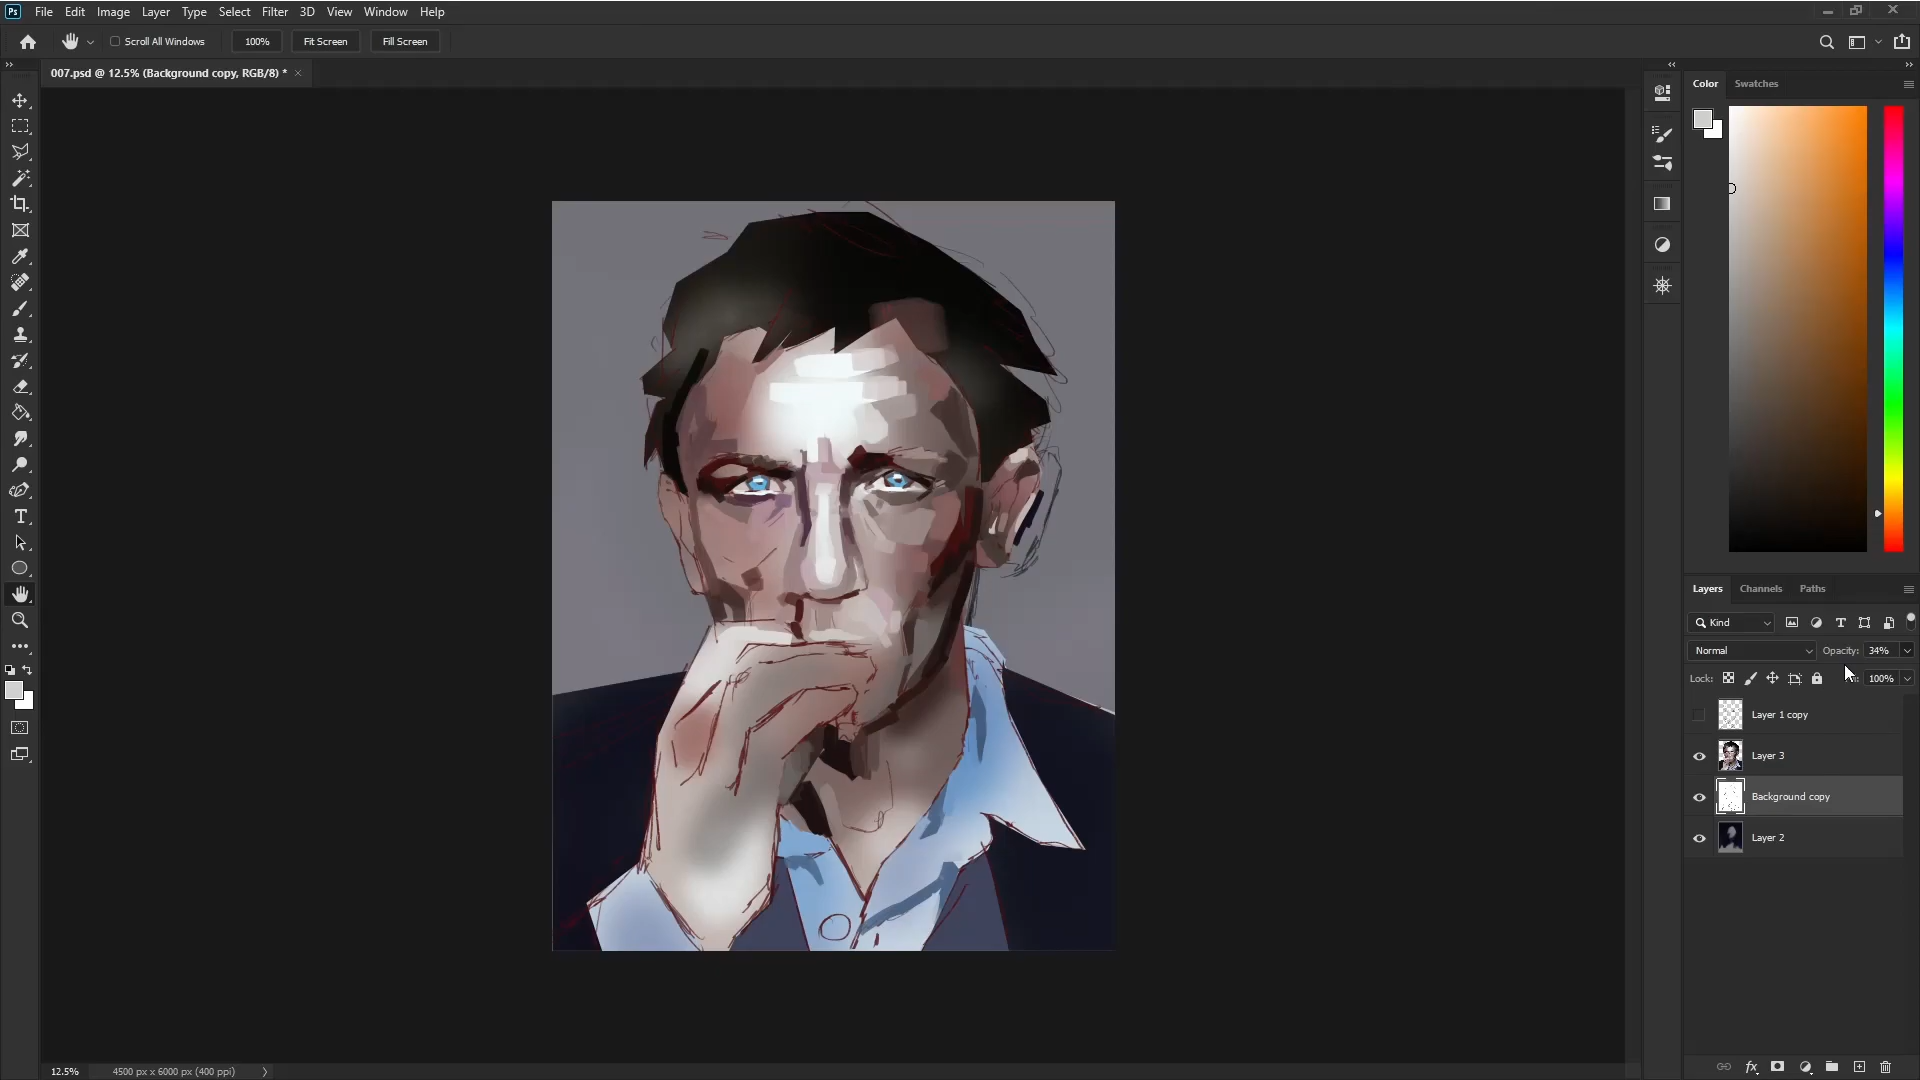 Ps File Edit Image Layer Type Select Filter 3D View Window Help
Scroll All Windows 100% Fit Screen Fill Screen
007.psd @ 12.5% (Background copy, RGB/8) *
Color Swatches
Layers Channels Paths
Kind
Normal Opacity: 34%
Lock: 100%
Layer 1 copy
Layer 3
Background copy
Layer 2
12.5% 4500 px x 6000 px (400 ppi)